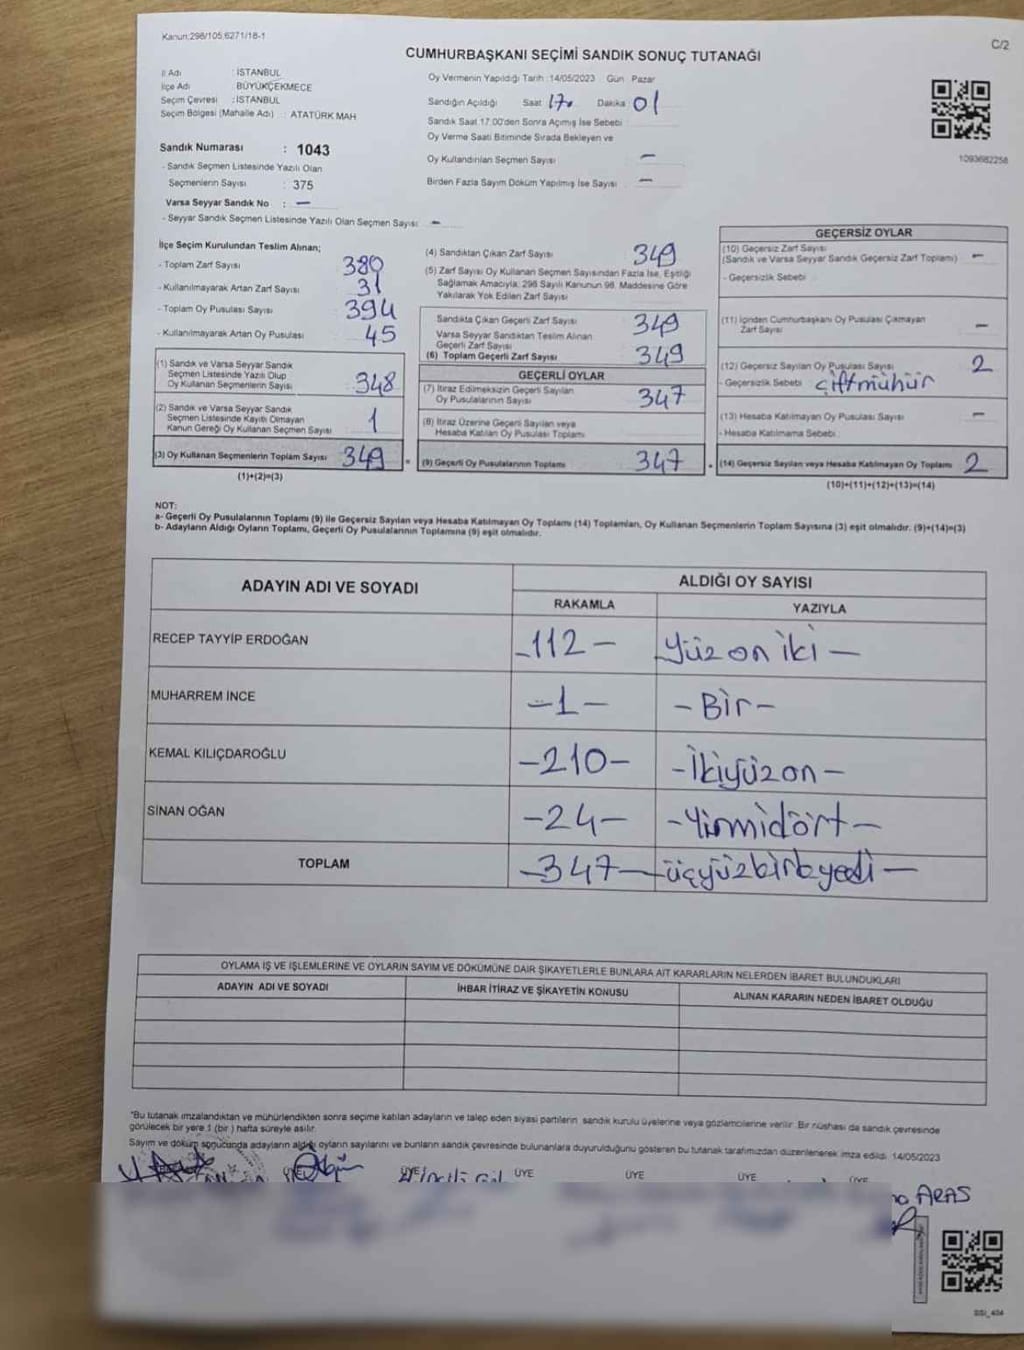 Kanun:298/105,6271/18-1
C/2
CUMHURBAŞKANI SEÇİMİ SANDIK SONUÇ TUTANAĞI
İl Adı : İSTANBUL
İlçe Adı : BÜYÜKÇEKMECE
Seçim Çevresi : İSTANBUL
Seçim Bölgesi (Mahalle Adı) : ATATÜRK MAH
Sandık Numarası : 1043
- Sandık Seçmen Listesinde Yazılı Olan
Seçmenlerin Sayısı : 375
Varsa Seyyar Sandık No : –
- Seyyar Sandık Seçmen Listesinde Yazılı Olan Seçmen Sayısı: –
Oy Vermenin Yapıldığı Tarih :14/05/2023 Gün Pazar
Sandığın Açıldığı Saat 17. Dakika 01
Sandık Saat 17:00'den Sonra Açımış İse Sebebi :
Oy Verme Saati Bitiminde Sırada Bekleyen ve
Oy Kullandırılan Seçmen Sayısı : –
Birden Fazla Sayım Döküm Yapılmış İse Sayısı : –
1093682258
İlçe Seçim Kurulundan Teslim Alınan;
- Toplam Zarf Sayısı 380
- Kullanılmayarak Artan Zarf Sayısı 31
- Toplam Oy Pusulası Sayısı 394
- Kullanılmayarak Artan Oy Pusulası 45
(1) Sandık ve Varsa Seyyar Sandık
Seçmen Listesinde Yazılı Olup
Oy Kullanan Seçmenlerin Sayısı 348
(2) Sandık ve Varsa Seyyar Sandık
Seçmen Listesinde Kayıtlı Olmayan
Kanun Gereği Oy Kullanan Seçmen Sayısı 1
(3) Oy Kullanan Seçmenlerin Toplam Sayısı 349
(1)+(2)=(3)
(4) Sandıktan Çıkan Zarf Sayısı 349
(5) Zarf Sayısı Oy Kullanan Seçmen Sayısından Fazla İse, Eşitliği
Sağlamak Amacıyla, 298 Sayılı Kanunun 98. Maddesine Göre
Yakılarak Yok Edilen Zarf Sayısı
Sandıkta Çıkan Geçerli Zarf Sayısı 349
Varsa Seyyar Sandıktan Teslim Alınan
Geçerli Zarf Sayısı
(6) Toplam Geçerli Zarf Sayısı 349
GEÇERLİ OYLAR
(7) İtiraz Edilmeksizin Geçerli Sayılan
Oy Pusulalarının Sayısı 347
(8) İtiraz Üzerine Geçerli Sayılan veya
Hesaba Katılan Oy Pusulası Toplamı
(9) Geçerli Oy Pusulalarının Toplamı 347
GEÇERSİZ OYLAR
(10) Geçersiz Zarf Sayısı
(Sandık ve Varsa Seyyar Sandık Geçersiz Zarf Toplamı) –
- Geçersizlik Sebebi :
(11) İçinden Cumhurbaşkanı Oy Pusulası Çıkmayan
Zarf Sayısı –
(12) Geçersiz Sayılan Oy Pusulası Sayısı 2
- Geçersizlik Sebebi : Çiftmühür
(13) Hesaba Katılmayan Oy Pusulası Sayısı –
- Hesaba Katılmama Sebebi :
(14) Geçersiz Sayılan veya Hesaba Katılmayan Oy Toplamı 2
(10)+(11)+(12)+(13)=(14)
NOT:
a- Geçerli Oy Pusulalarının Toplamı (9) ile Geçersiz Sayılan veya Hesaba Katılmayan Oy Toplamı (14) Toplamları, Oy Kullanan Seçmenlerin Toplam Sayısına (3) eşit olmalıdır. (9)+(14)=(3)
b- Adayların Aldığı Oyların Toplamı, Geçerli Oy Pusulalarının Toplamına (9) eşit olmalıdır.
ADAYIN ADI VE SOYADI
ALDIĞI OY SAYISI
RAKAMLA YAZIYLA
RECEP TAYYİP ERDOĞAN -112- Yüzoniki -
MUHARREM İNCE -1- -Bir-
KEMAL KILIÇDAROĞLU -210- -İkiyüzon-
SİNAN OĞAN -24- -Yirmidört-
TOPLAM -347- üçyüzbirbyedi-
OYLAMA İŞ VE İŞLEMLERİNE VE OYLARIN SAYIM VE DÖKÜMÜNE DAİR ŞİKAYETLERLE BUNLARA AİT KARARLARIN NELERDEN İBARET BULUNDUKLARI
ADAYIN ADI VE SOYADI İHBAR İTİRAZ VE ŞİKAYETİN KONUSU ALINAN KARARIN NEDEN İBARET OLDUĞU
"Bu tutanak imzalandıktan ve mühürlendikten sonra seçime katılan adayların ve talep eden siyasi partilerin sandık kurulu üyelerine veya gözlemcilerine verilir. Bir nüshası da sandık çevresinde
görülecek bir yere 1 (bir) hafta süreyle asılır.
Sayım ve döküm sonucunda adayların aldığı oyların sayılarını ve bunların sandık çevresinde bulunanlara duyurulduğunu gösteren bu tutanak tarafımızdan düzenlenerek imza edildi. 14/05/2023
ÜYE ÜYE ÜYE ÜYE ÜYE
ARAS
SSI_404